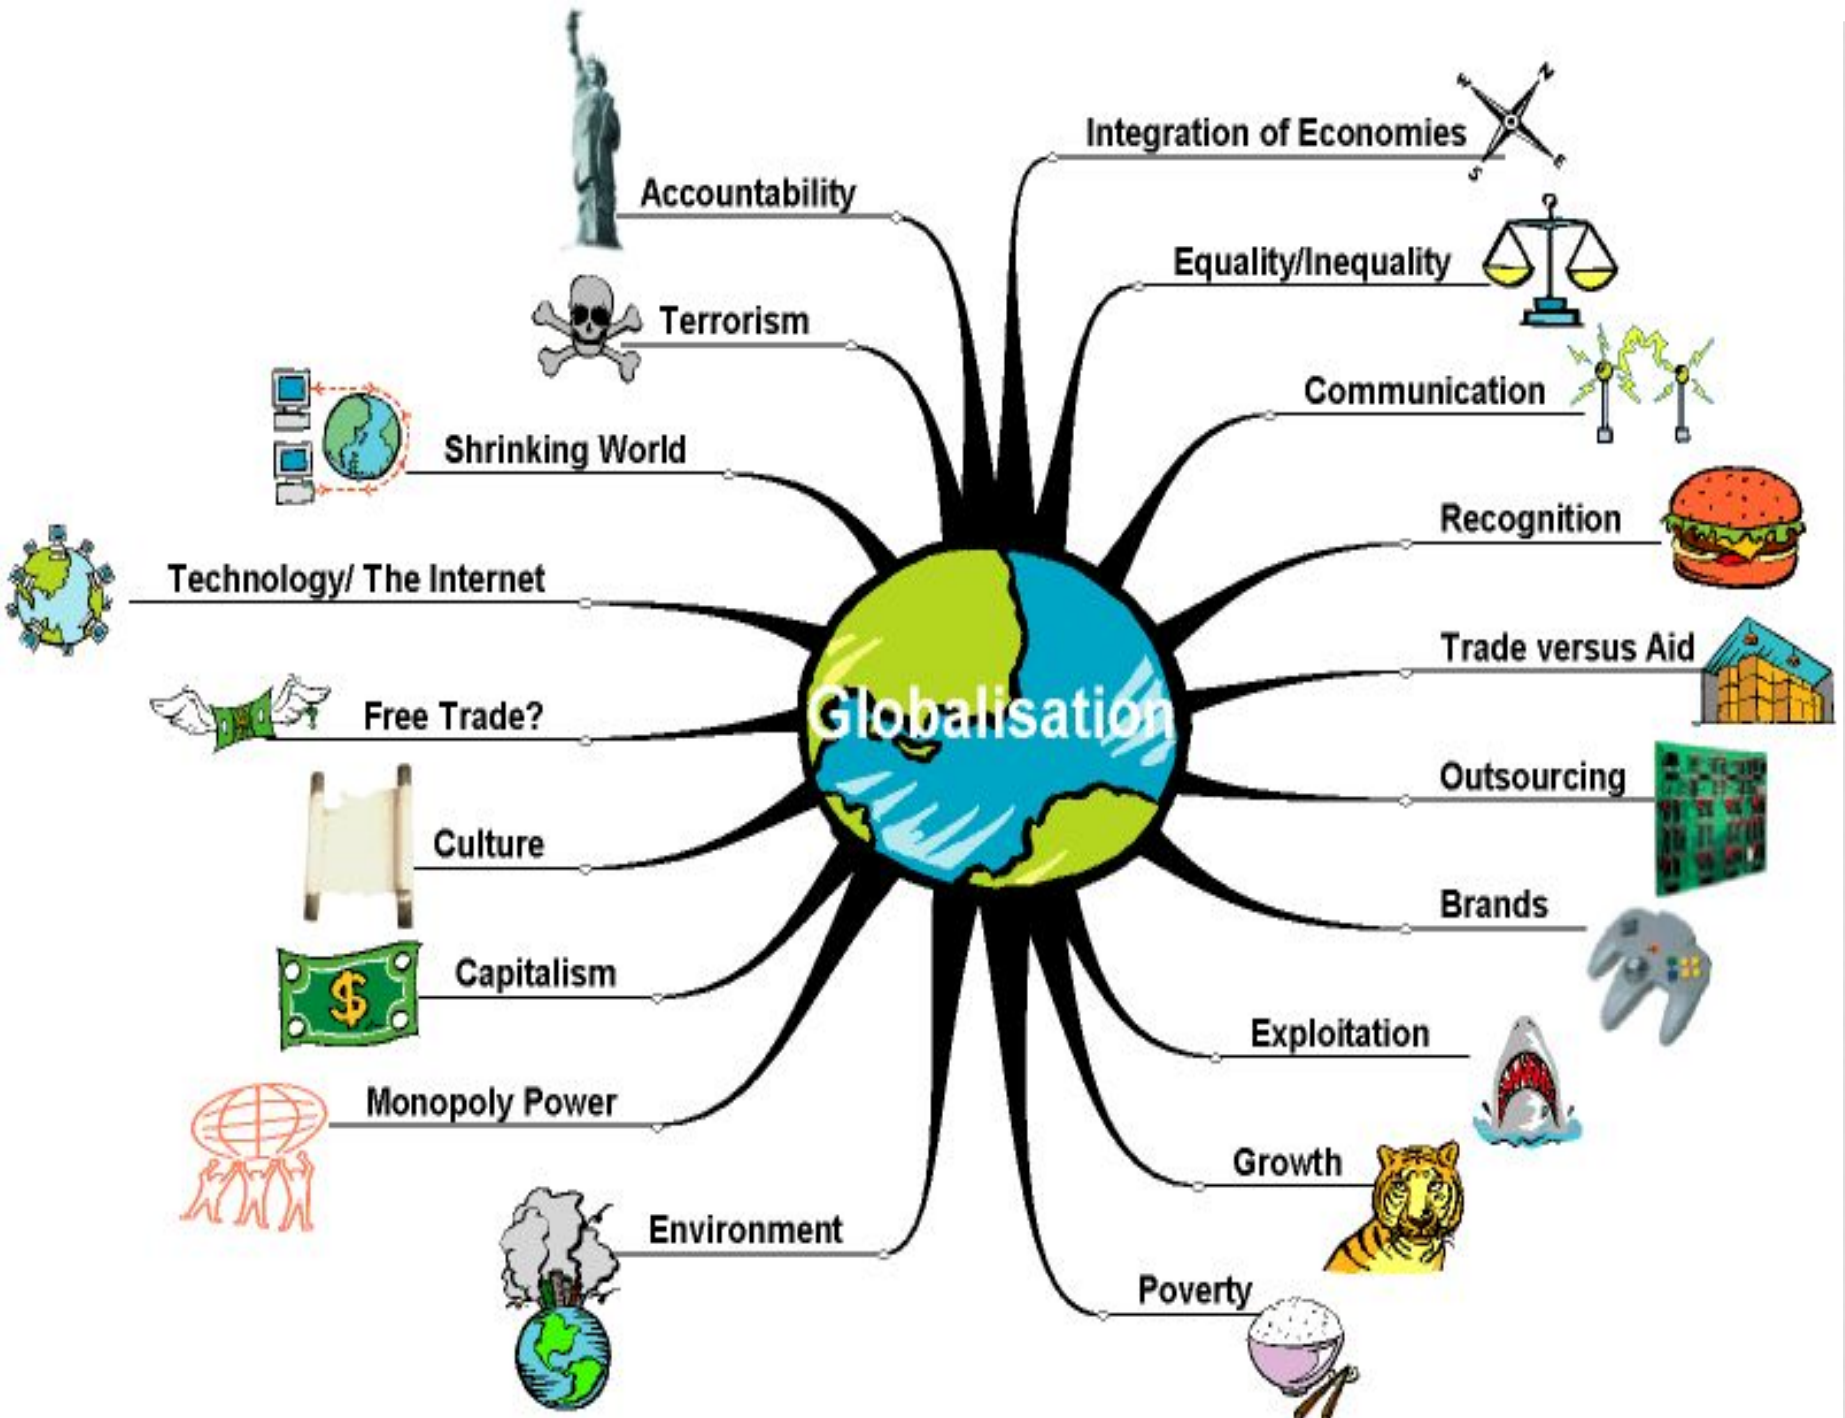 Integration of Economies
N
W
E
S
Accountability
Equality/Inequality
Terrorism
Communication
Shrinking World
Recognition
Technology/ The Internet
Trade versus Aid
Globalisation
Free Trade?
Outsourcing
Culture
Brands
Capitalism
$
Exploitation
Monopoly Power
Growth
Environment
Poverty